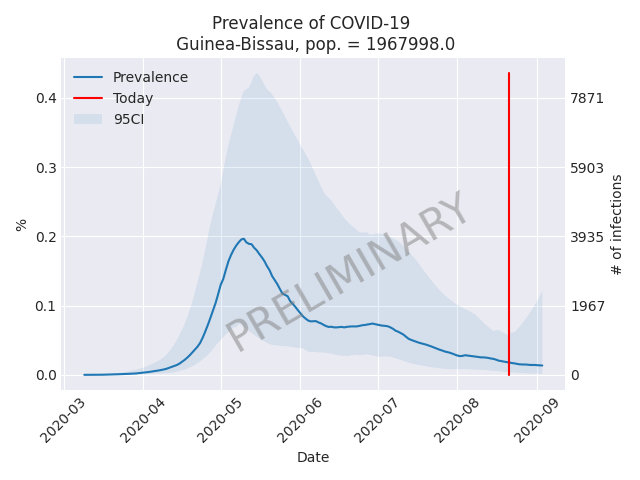 Prevalence of COVID-19
Guinea-Bissau, pop. = 1967998.0
Prevalence
Today
95CI
PRELIMINARY
%
0.4
0.3
0.2
0.1
0.0
7871
5903
3935
1967
0
# of infections
2020-03
2020-04
2020-05
2020-06
2020-07
2020-08
2020-09
Date